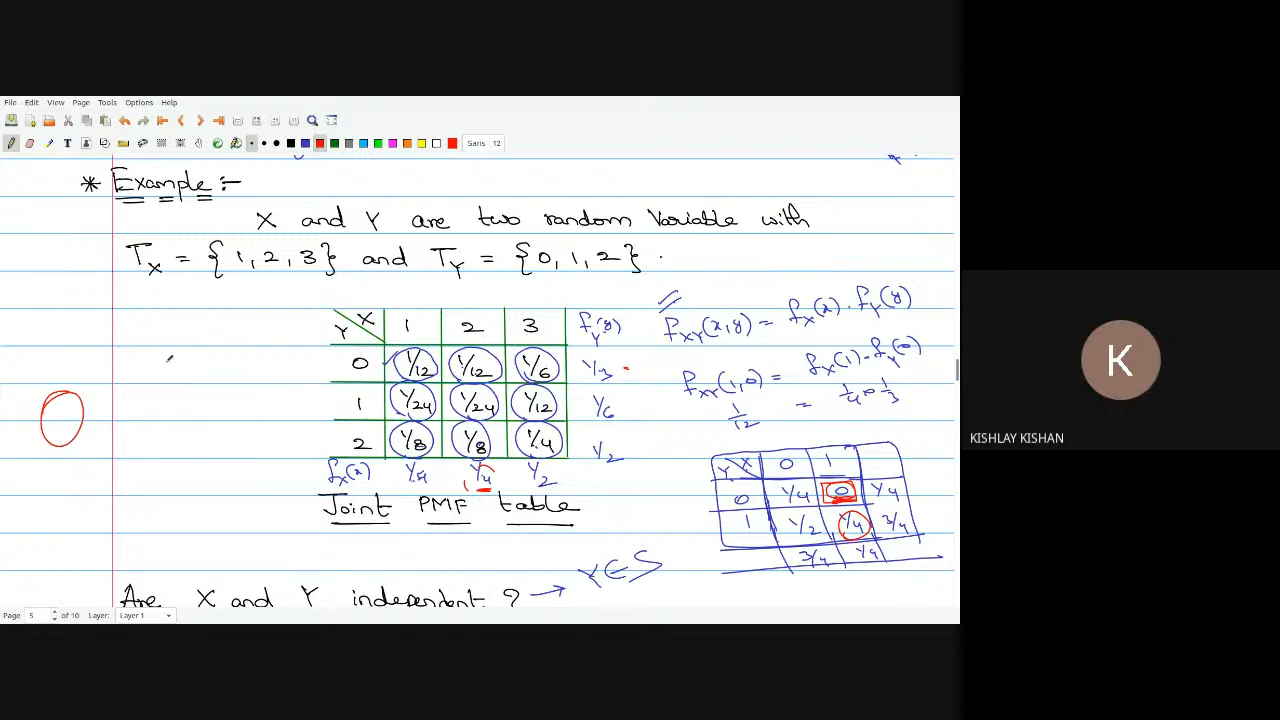 File Edit View Page Tools Options Help
Sans 12
* Example :-
X and Y are two random variable with
T_X = {1, 2, 3} and T_Y = {0, 1, 2}.
Y X 1 2 3 f_Y(y)
0 1/12 1/12 1/6 1/3
1 1/24 1/24 1/12 1/6
2 1/8 1/8 1/4 1/2
f_X(x) 1/4 1/4 1/2
Joint PMF table
f_XY(x,y) = f_X(x) . f_Y(y)
f_XY(1,0) = f_X(1) . f_Y(0)
1/12 = 1/4 × 1/3
Y X 0 1
0 1/4 0 1/4
1 1/2 1/4 3/4
3/4 1/4
Are X and Y independent ? → YES
Page 5 of 10 Layer: Layer 1
K
KISHLAY KISHAN